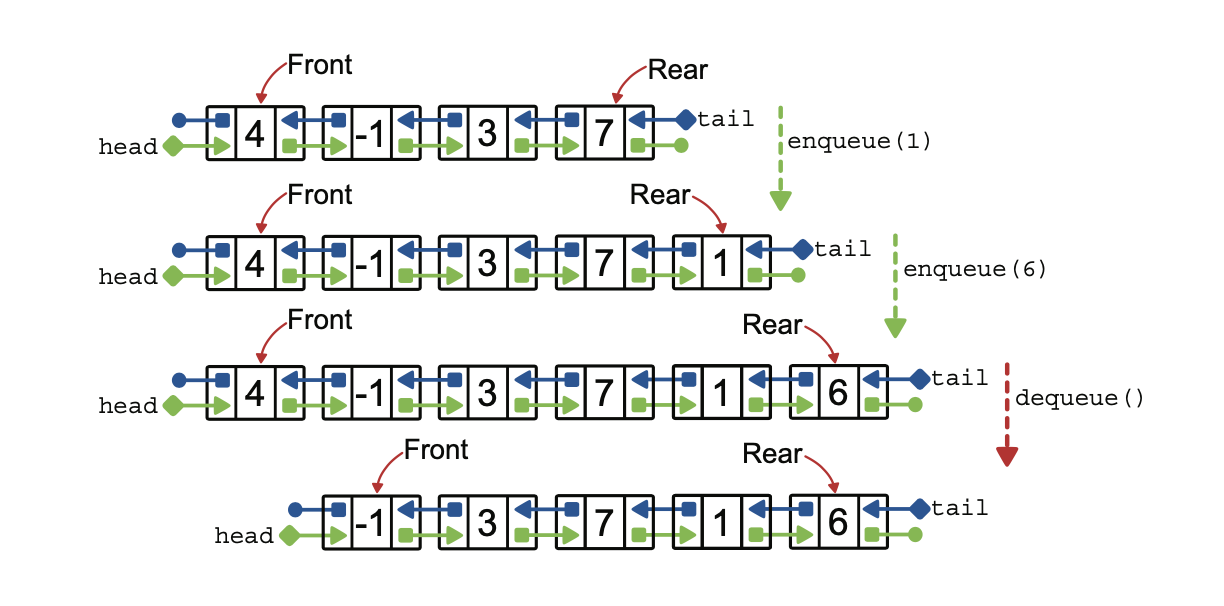 Front Rear
4 -1 3 7 tail
head
enqueue(1)
Front Rear
4 -1 3 7 1 tail
head
enqueue(6)
Front Rear
4 -1 3 7 1 6 tail
head
dequeue()
Front Rear
-1 3 7 1 6 tail
head